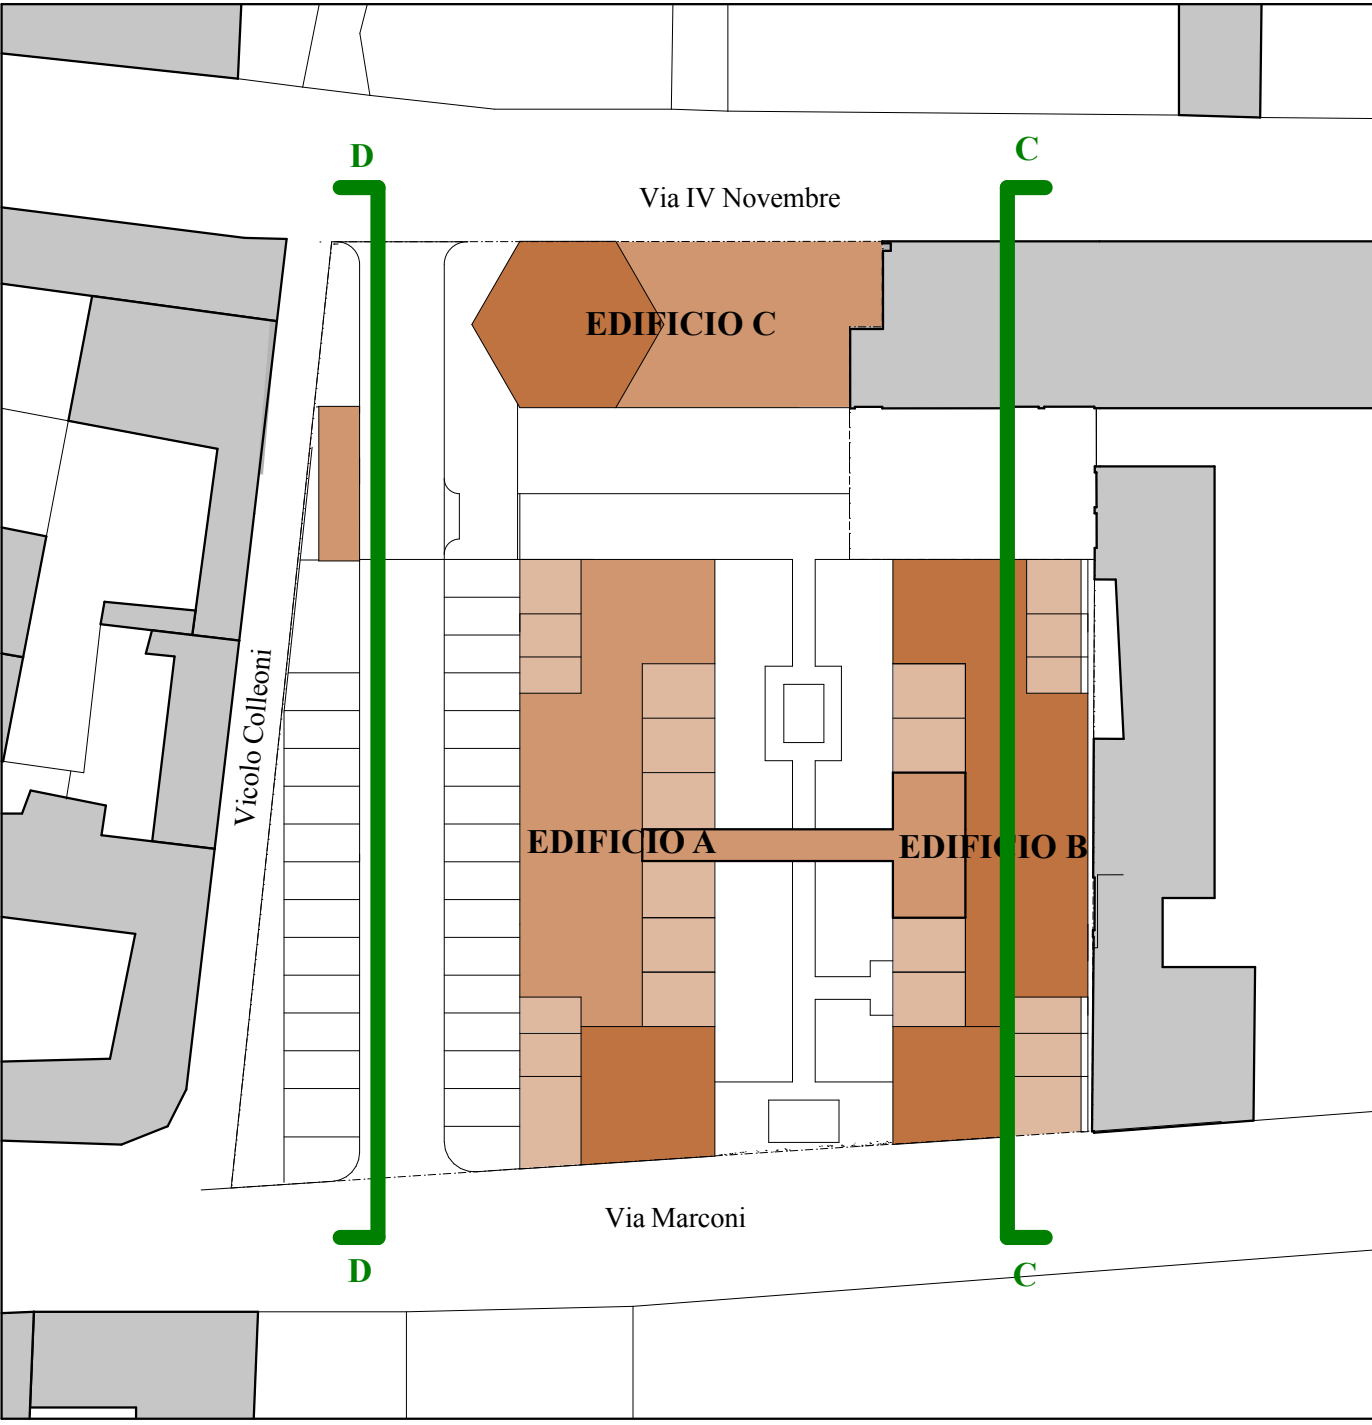 D
C
Via IV Novembre
EDIFICIO C
Vicolo Colleoni
EDIFICIO A
EDIFICIO B
Via Marconi
D
C